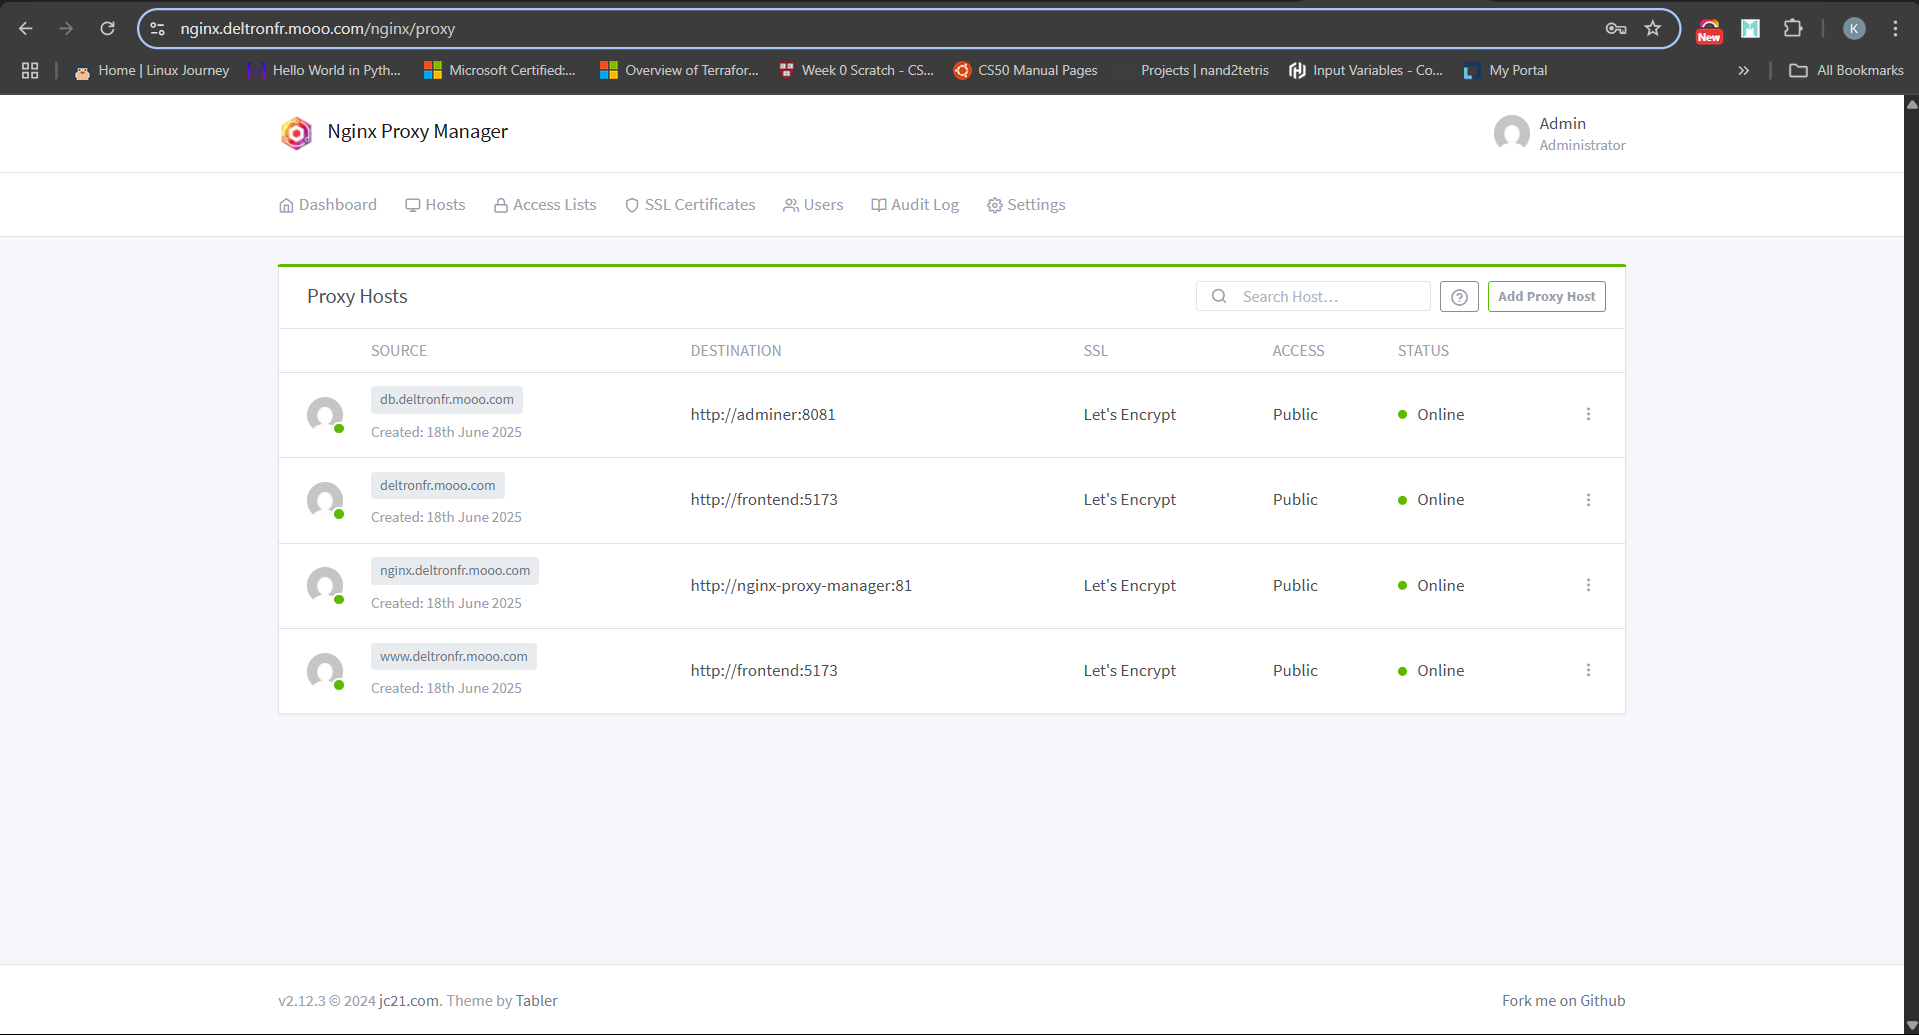 nginx.deltronfr.mooo.com/nginx/proxy
New
K
Home | Linux Journey
Hello World in Pyth...
Microsoft Certified:...
Overview of Terrafor...
Week 0 Scratch - CS...
CS50 Manual Pages
Projects | nand2tetris
Input Variables - Co...
My Portal
All Bookmarks
Nginx Proxy Manager
Admin
Administrator
Dashboard
Hosts
Access Lists
SSL Certificates
Users
Audit Log
Settings
Proxy Hosts
Search Host...
Add Proxy Host
SOURCE DESTINATION SSL ACCESS STATUS
db.deltronfr.mooo.com
Created: 18th June 2025
http://adminer:8081 Let's Encrypt Public Online
deltronfr.mooo.com
Created: 18th June 2025
http://frontend:5173 Let's Encrypt Public Online
nginx.deltronfr.mooo.com
Created: 18th June 2025
http://nginx-proxy-manager:81 Let's Encrypt Public Online
www.deltronfr.mooo.com
Created: 18th June 2025
http://frontend:5173 Let's Encrypt Public Online
v2.12.3 © 2024 jc21.com. Theme by Tabler
Fork me on Github